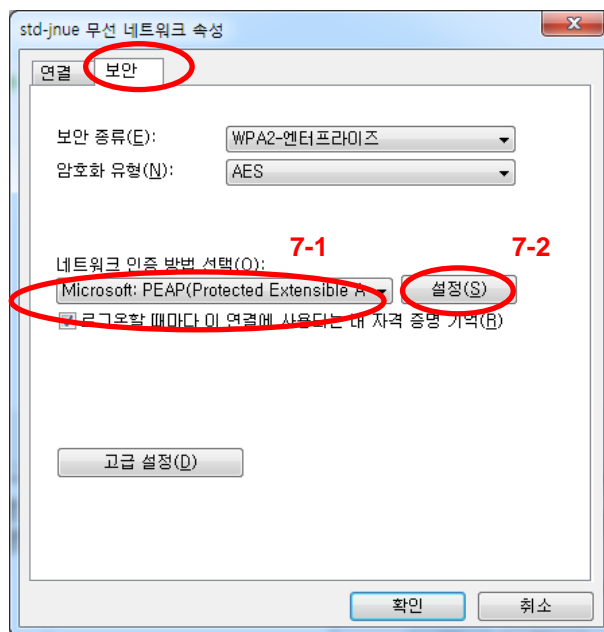 std-jnue 무선 네트워크 속성
연결 보안
보안 종류(E): WPA2-엔터프라이즈
암호화 유형(N): AES
7-1 7-2
네트워크 인증 방법 선택(O):
Microsoft: PEAP(Protected Extensible A 설정(S)
로그온할 때마다 이 연결에 사용되는 내 자격 증명 기억(R)
고급 설정(D)
확인 취소